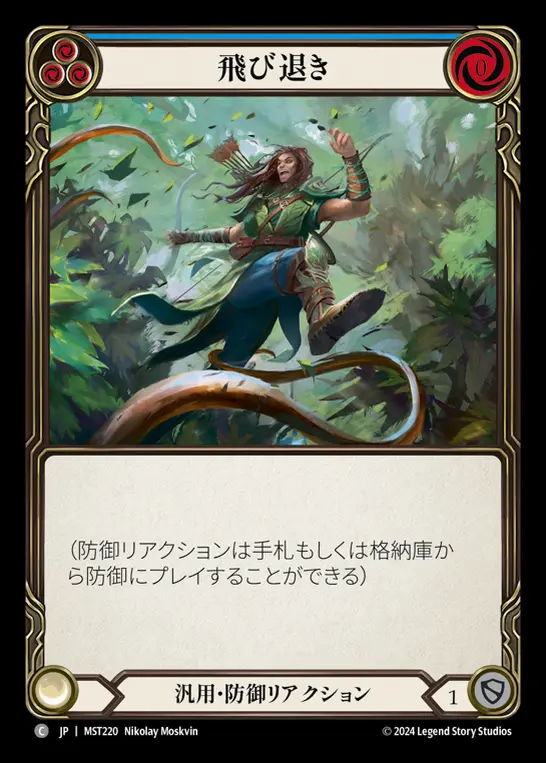 飛び退き
0
（防御リアクションは手札もしくは格納庫か
ら防御にプレイすることができる）
汎用・防御リアクション
1
C JP | MST220 Nikolay Moskvin
© 2024 Legend Story Studios